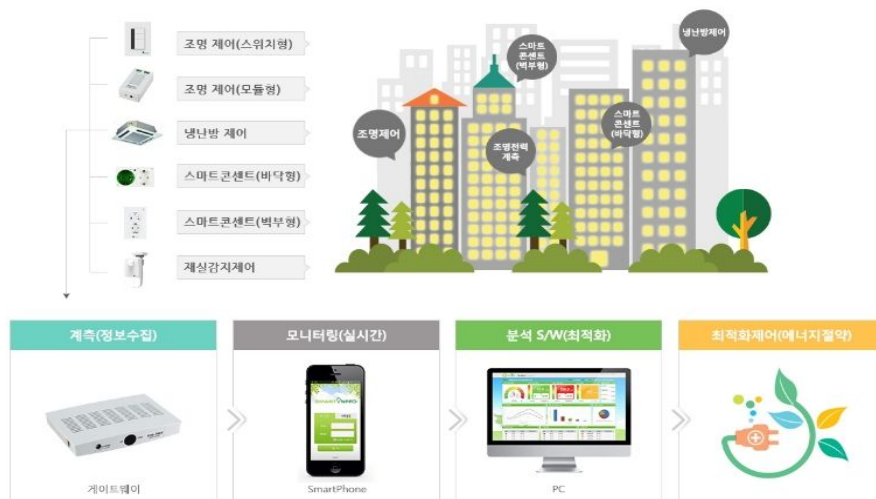 조명 제어(스위치형)
조명 제어(모듈형)
냉난방 제어
스마트콘센트(바닥형)
스마트콘센트(벽부형)
재실감지제어
조명제어
스마트
콘센트
(벽부형)
조명전력
계측
스마트
콘센트
(바닥형)
냉난방제어
계측(정보수집)
모니터링(실시간)
분석 S/W(최적화)
최적화제어(에너지절약)
게이트웨이
SmartPhone
PC